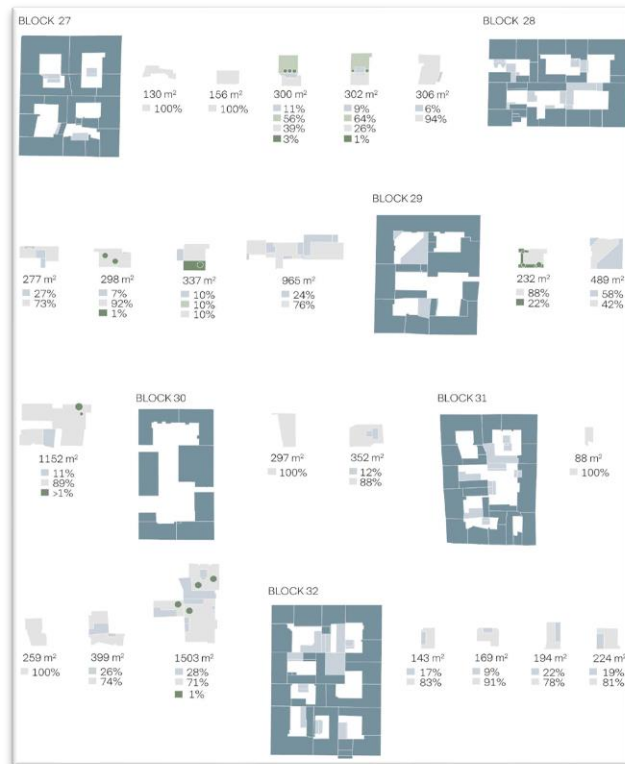 BLOCK 27
BLOCK 28
130 m²
100%
156 m²
100%
300 m²
11%
56%
39%
3%
302 m²
9%
64%
26%
1%
306 m²
6%
94%
BLOCK 29
277 m²
27%
73%
298 m²
7%
92%
1%
337 m²
10%
10%
10%
965 m²
24%
76%
232 m²
88%
22%
489 m²
58%
42%
BLOCK 30
BLOCK 31
1152 m²
11%
89%
>1%
297 m²
100%
352 m²
12%
88%
88 m²
100%
BLOCK 32
259 m²
100%
399 m²
26%
74%
1503 m²
28%
71%
1%
143 m²
17%
83%
169 m²
9%
91%
194 m²
22%
78%
224 m²
19%
81%